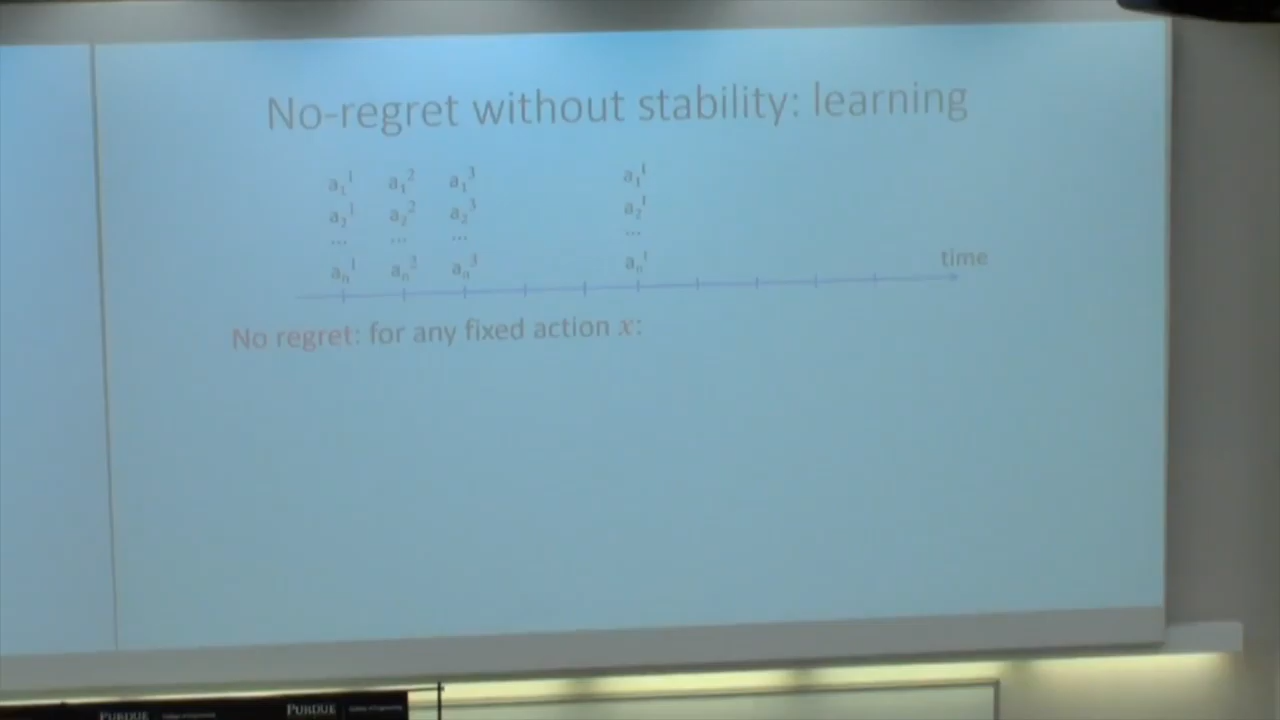 No-regret without stability: learning
a₁¹ a₁² a₁³ a₁ᵗ
a₂¹ a₂² a₂³ a₂ᵗ
... ... ... ...
aₙ¹ aₙ² aₙ³ aₙᵗ
time
No regret: for any fixed action x:
PURDUE PURDUE